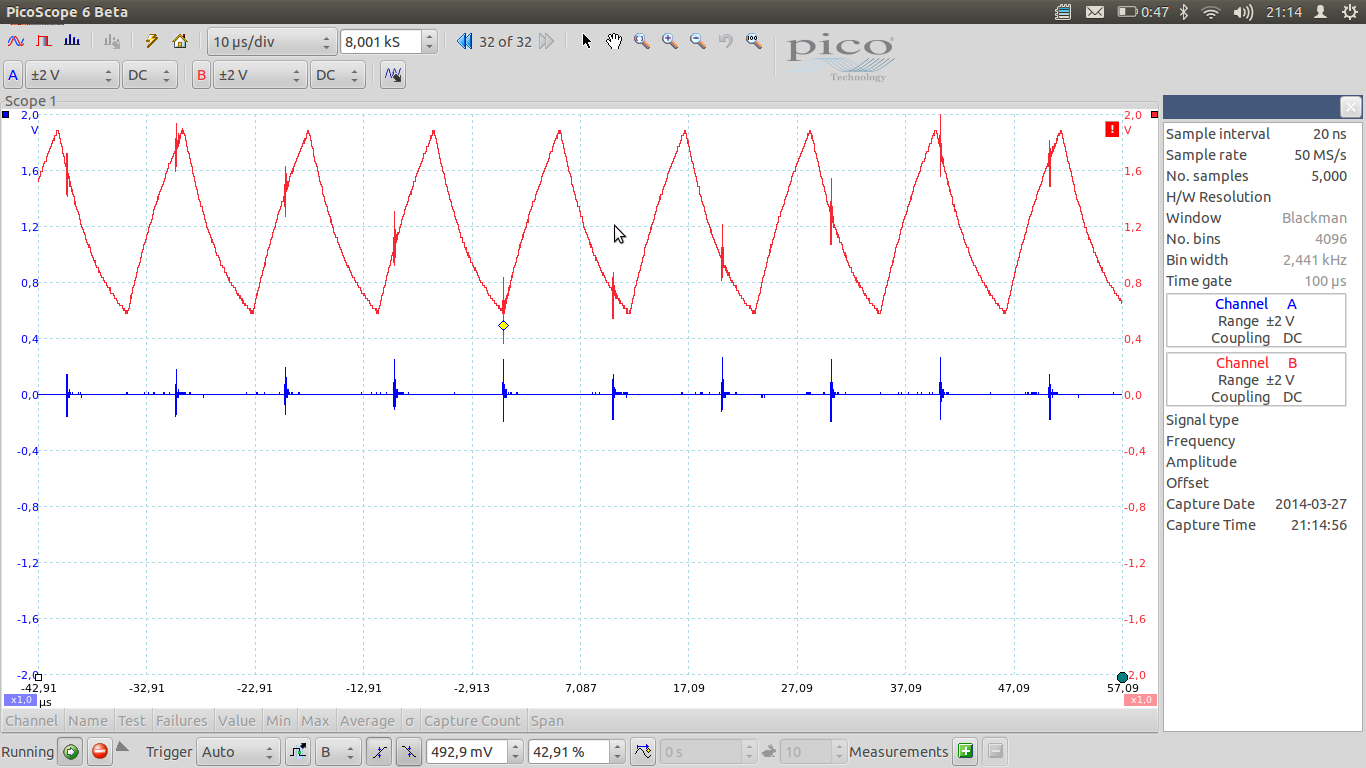 PicoScope 6 Beta
0:47
21:14
10 µs/div
8,001 kS
32 of 32
pico
Technology
A
±2 V
DC
B
±2 V
DC
Scope 1
2,0
V
1,6
1,2
0,8
0,4
0,0
-0,4
-0,8
-1,2
-1,6
-2,0
2,0
V
1,6
1,2
0,8
0,4
0,0
-0,4
-0,8
-1,2
-1,6
-2,0
-42,91
-32,91
-22,91
-12,91
-2,913
7,087
17,09
27,09
37,09
47,09
57,09
x1,0
µs
x1,0
Sample interval 20 ns
Sample rate 50 MS/s
No. samples 5,000
H/W Resolution
Window Blackman
No. bins 4096
Bin width 2,441 kHz
Time gate 100 µs
Channel A
Range ±2 V
Coupling DC
Channel B
Range ±2 V
Coupling DC
Signal type
Frequency
Amplitude
Offset
Capture Date 2014-03-27
Capture Time 21:14:56
Channel Name Test Failures Value Min Max Average σ Capture Count Span
Running
Trigger
Auto
B
492,9 mV
42,91 %
0 s
10
Measurements